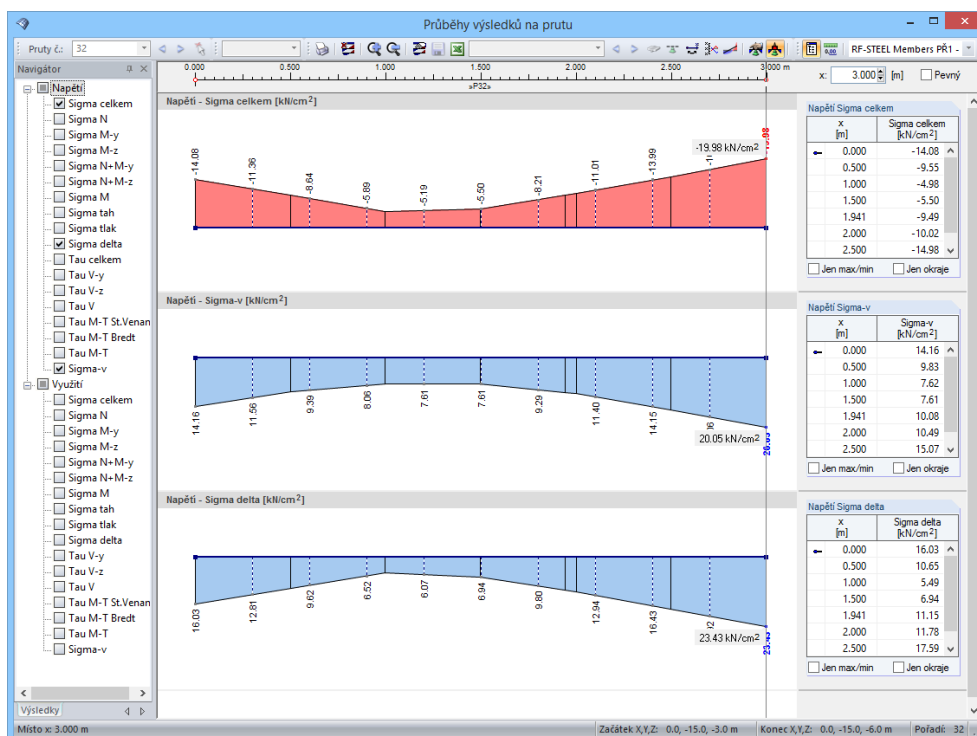 Průběhy výsledků na prutu
Pruty č.: 32
RF-STEEL Members PŘ1 -
Navigátor
Napětí
Sigma celkem
Sigma N
Sigma M-y
Sigma M-z
Sigma N+M-y
Sigma N+M-z
Sigma M
Sigma tah
Sigma tlak
Sigma delta
Tau celkem
Tau V-y
Tau V-z
Tau V
Tau M-T St.Venan
Tau M-T Bredt
Tau M-T
Sigma-v
Využití
Sigma celkem
Sigma N
Sigma M-y
Sigma M-z
Sigma N+M-y
Sigma N+M-z
Sigma M
Sigma tah
Sigma tlak
Sigma delta
Tau V-y
Tau V-z
Tau V
Tau M-T St.Venan
Tau M-T Bredt
Tau M-T
Sigma-v
Výsledky
0.000 0.500 1.000 1.500 2.000 2.500 3.000 m
»P32»
Napětí - Sigma celkem [kN/cm²]
-14.08 -11.36 -8.64 -5.89 -5.19 -5.50 -8.21 -11.01 -13.99 -19.98
-19.98 kN/cm²
Napětí - Sigma-v [kN/cm²]
14.16 11.56 9.39 8.06 7.61 7.61 9.29 11.40 14.15
20.05 kN/cm²
Napětí - Sigma delta [kN/cm²]
16.03 12.81 9.62 6.52 6.07 6.94 9.80 12.94 16.43 23.43
23.43 kN/cm²
x: 3.000 [m] Pevný
Napětí Sigma celkem
x Sigma celkem
[m] [kN/cm²]
0.000 -14.08
0.500 -9.55
1.000 -4.98
1.500 -5.50
1.941 -9.49
2.000 -10.02
2.500 -14.98
Jen max/min Jen okraje
Napětí Sigma-v
x Sigma-v
[m] [kN/cm²]
0.000 14.16
0.500 9.83
1.000 7.62
1.500 7.61
1.941 10.08
2.000 10.49
2.500 15.07
Jen max/min Jen okraje
Napětí Sigma delta
x Sigma delta
[m] [kN/cm²]
0.000 16.03
0.500 10.65
1.000 5.49
1.500 6.94
1.941 11.15
2.000 11.78
2.500 17.59
Jen max/min Jen okraje
Místo x: 3.000 m
Začátek X,Y,Z: 0.0, -15.0, -3.0 m
Konec X,Y,Z: 0.0, -15.0, -6.0 m
Pořadí: 32